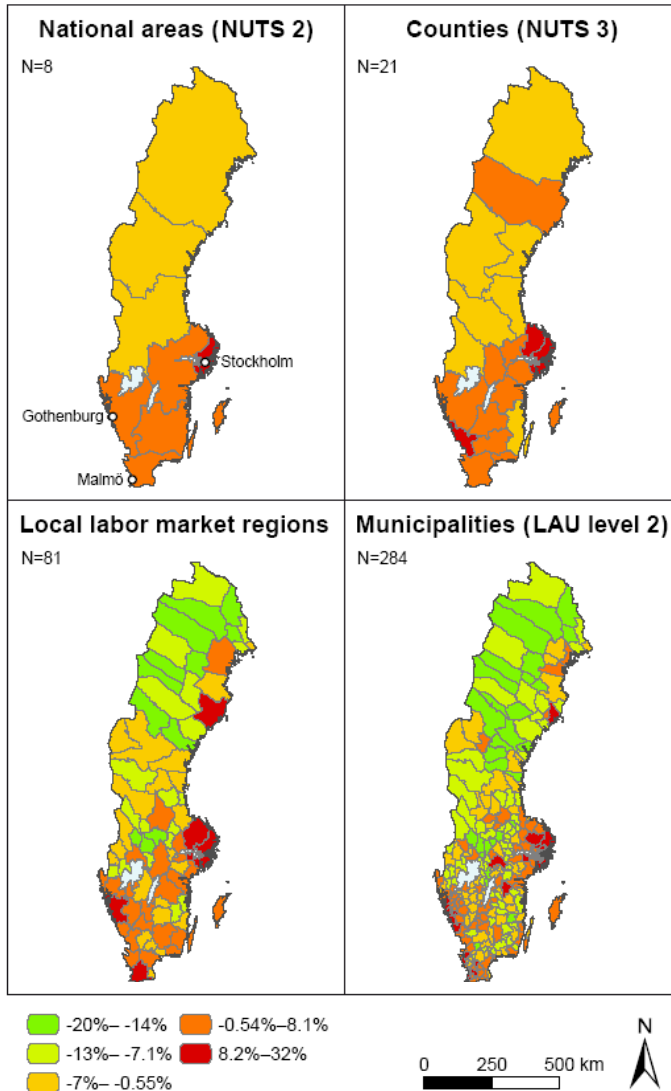 National areas (NUTS 2)
N=8
Stockholm
Gothenburg
Malmö
Counties (NUTS 3)
N=21
Local labor market regions
N=81
Municipalities (LAU level 2)
N=284
-20%– -14%
-13%– -7.1%
-7%– -0.55%
-0.54%–8.1%
8.2%–32%
N
0 250 500 km